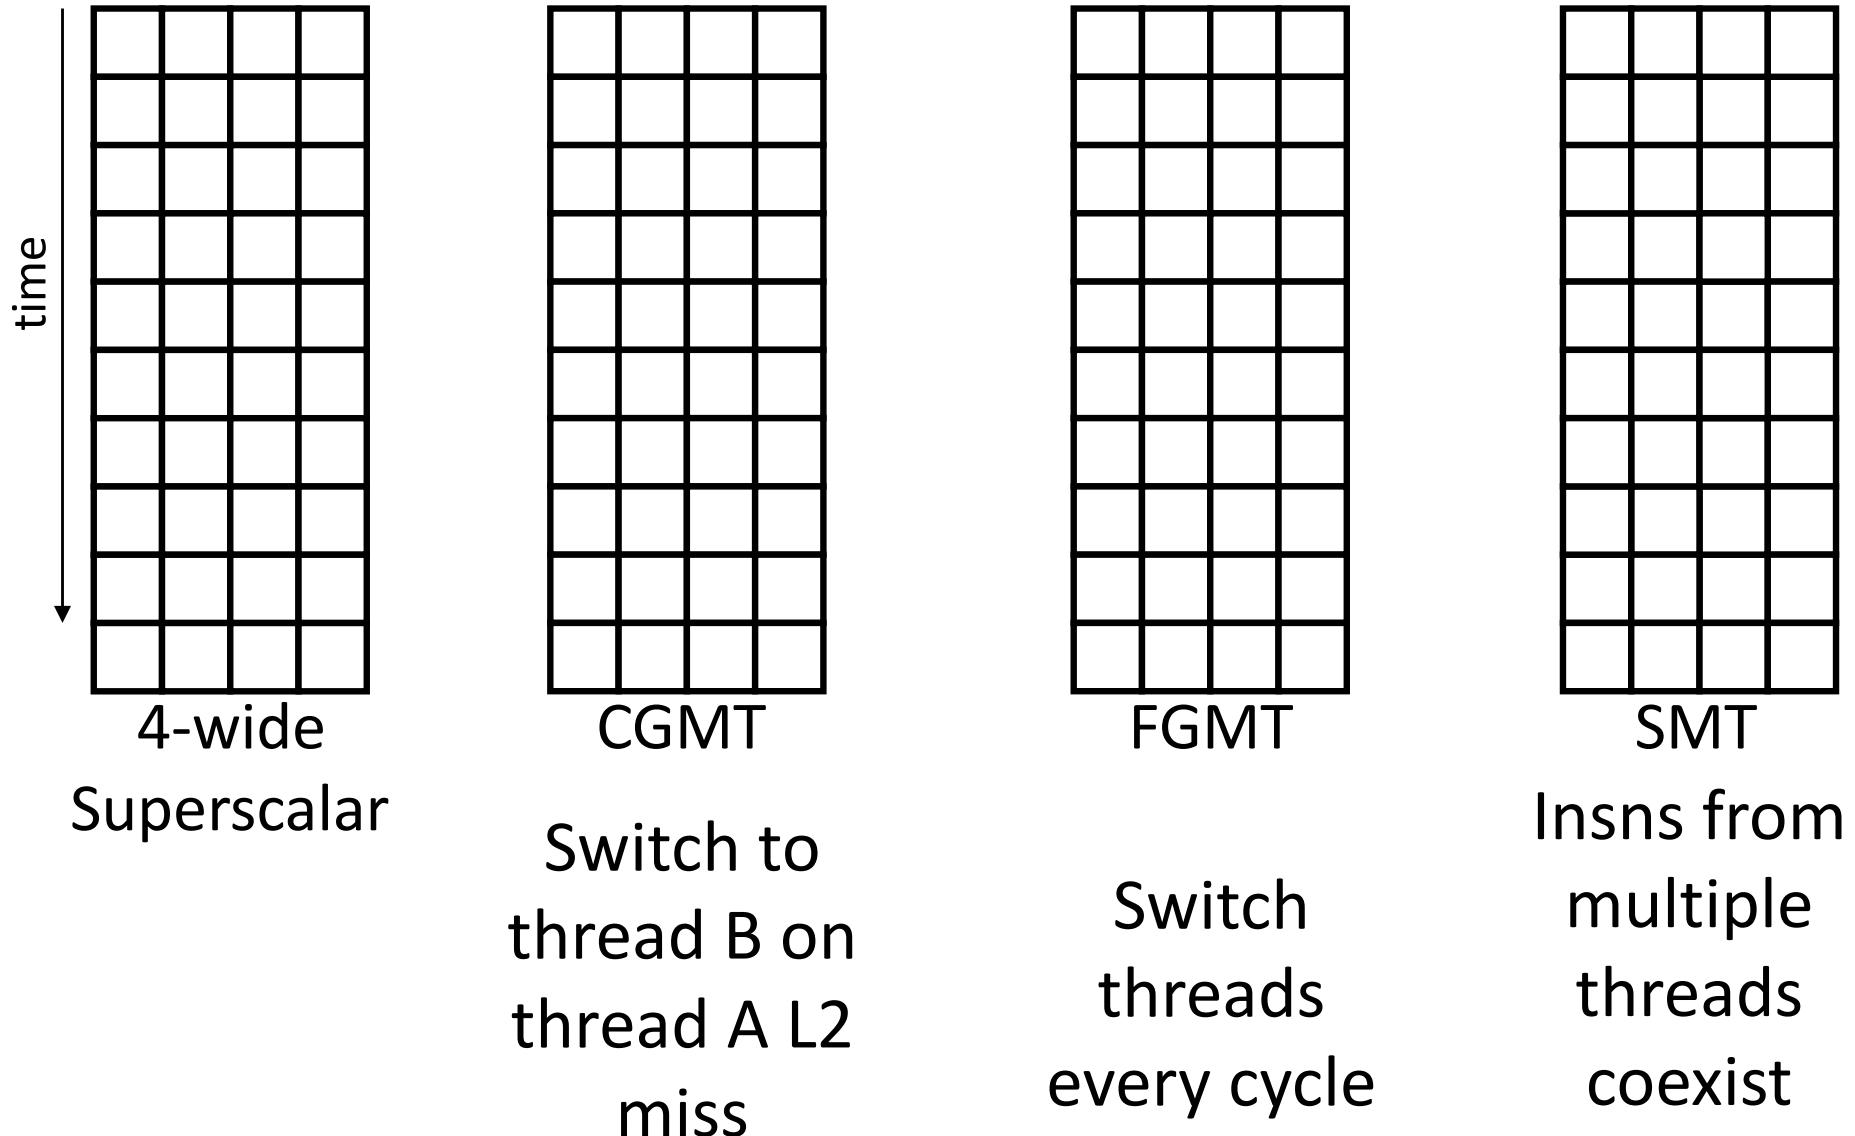 time
4-wide
Superscalar
CGMT
Switch to
thread B on
thread A L2
miss
FGMT
Switch
threads
every cycle
SMT
Insns from
multiple
threads
coexist